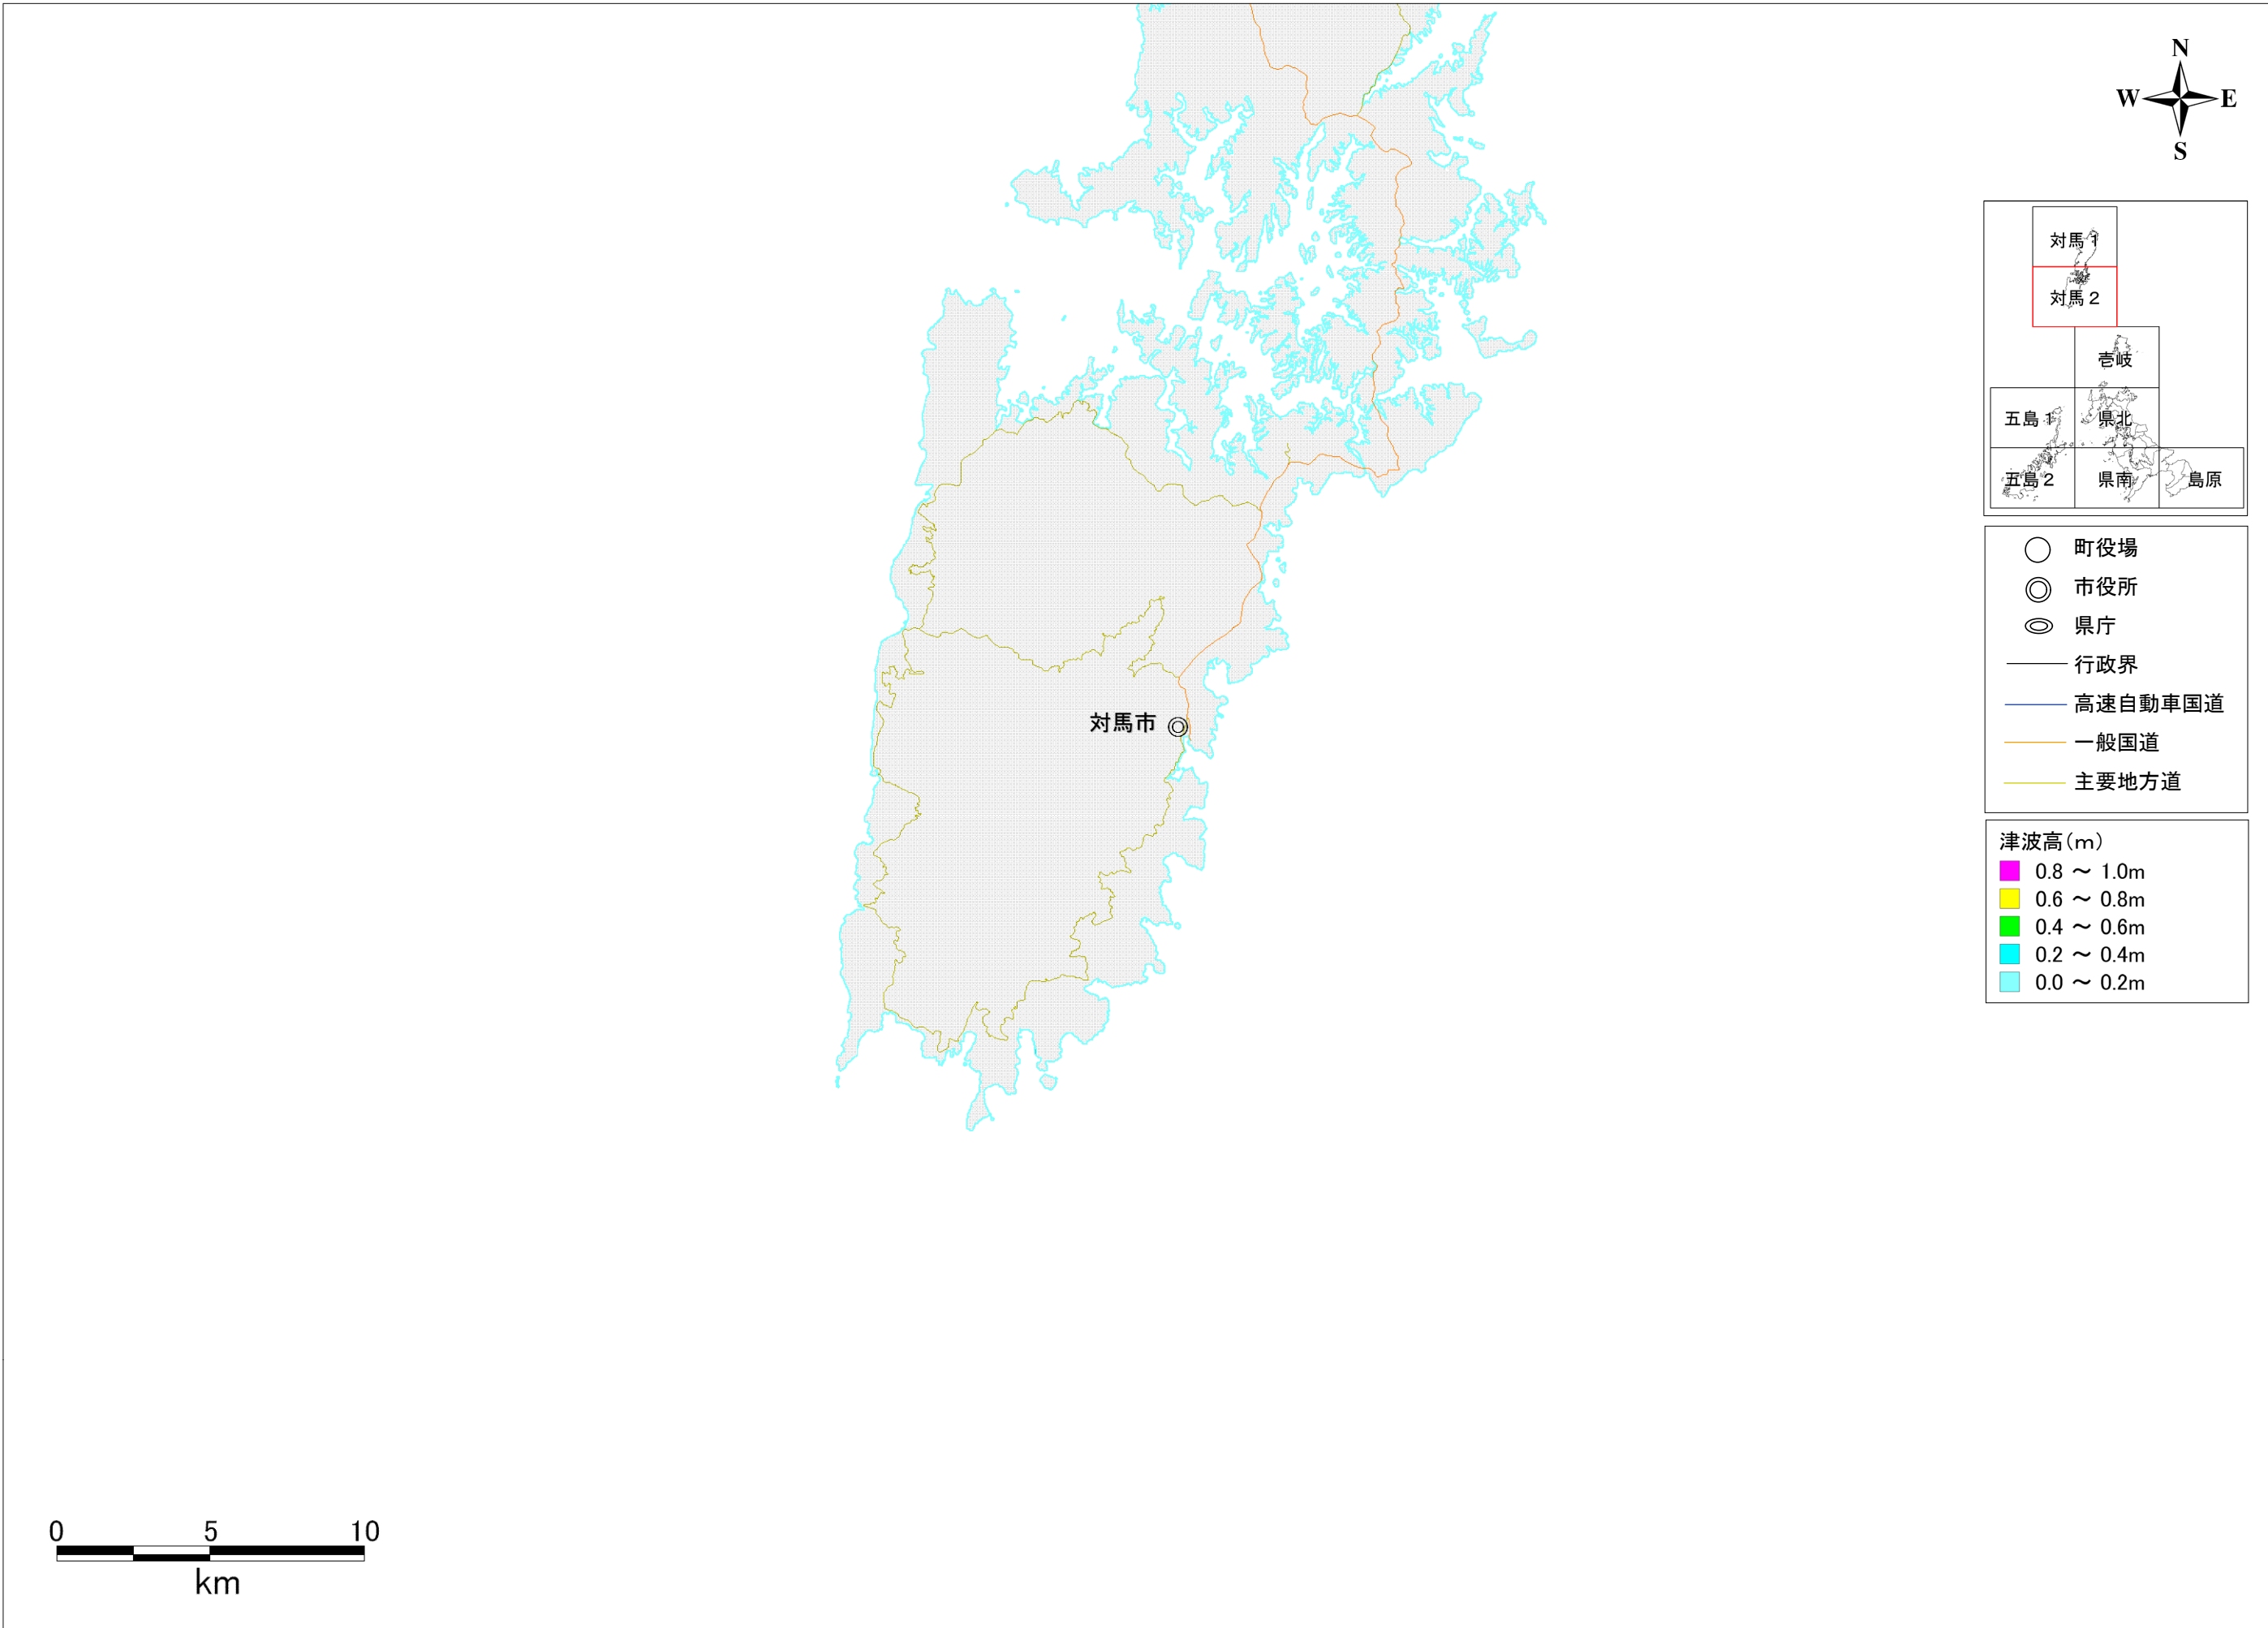 N
W E
S
対馬1
対馬2
壱岐
五島1
県北
五島2
県南
島原
町役場
市役所
県庁
行政界
高速自動車国道
一般国道
主要地方道
対馬市
津波高(m)
0.8 ～ 1.0m
0.6 ～ 0.8m
0.4 ～ 0.6m
0.2 ～ 0.4m
0.0 ～ 0.2m
0 5 10
km